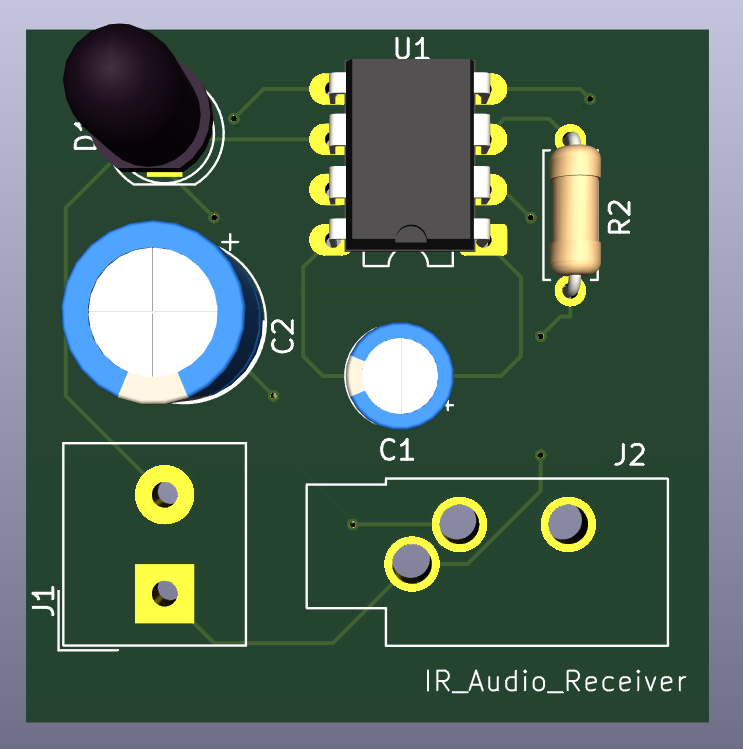 U1
D1
R2
+
C2
+
C1
J2
J1
IR_Audio_Receiver